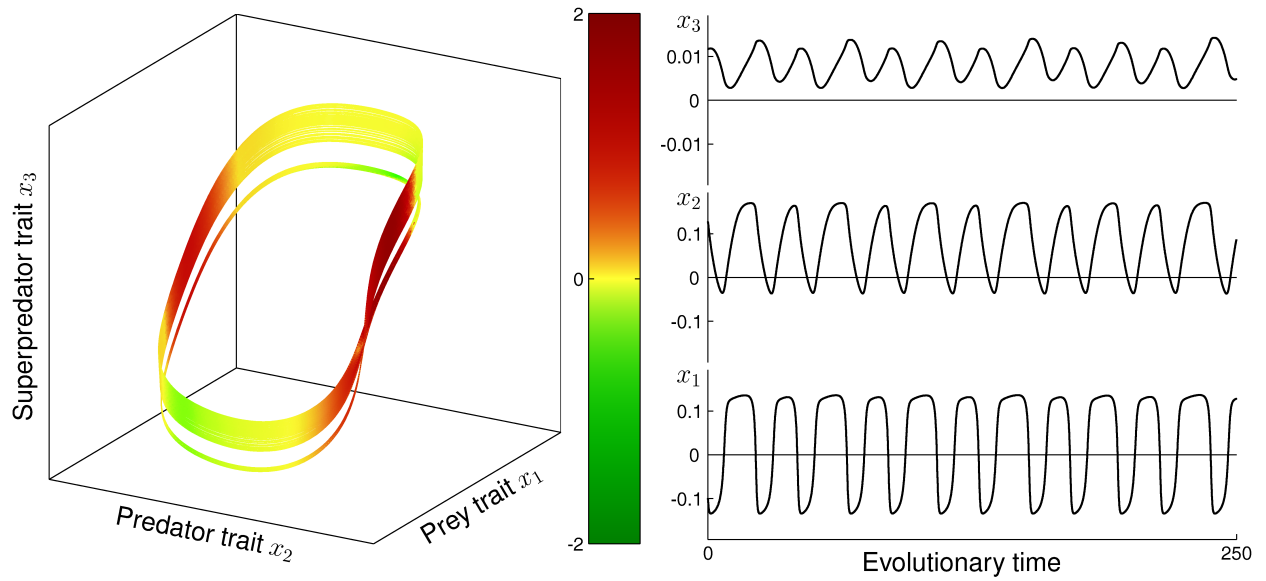 Superpredator trait x₃
Predator trait x₂
Prey trait x₁
2
0
-2
x₃
0.01
0
-0.01
x₂
0.1
0
-0.1
x₁
0.1
0
-0.1
0
250
Evolutionary time